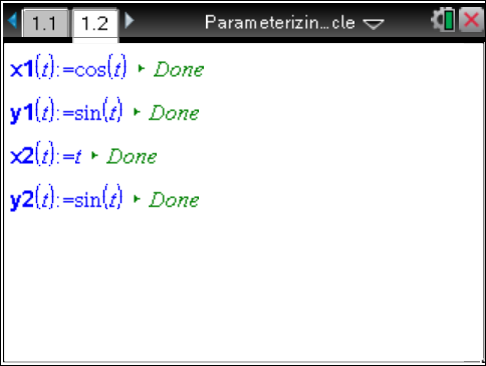 1.1 1.2 Parameterizin...cle
x1(t):=cos(t) ▸ Done
y1(t):=sin(t) ▸ Done
x2(t):=t ▸ Done
y2(t):=sin(t) ▸ Done